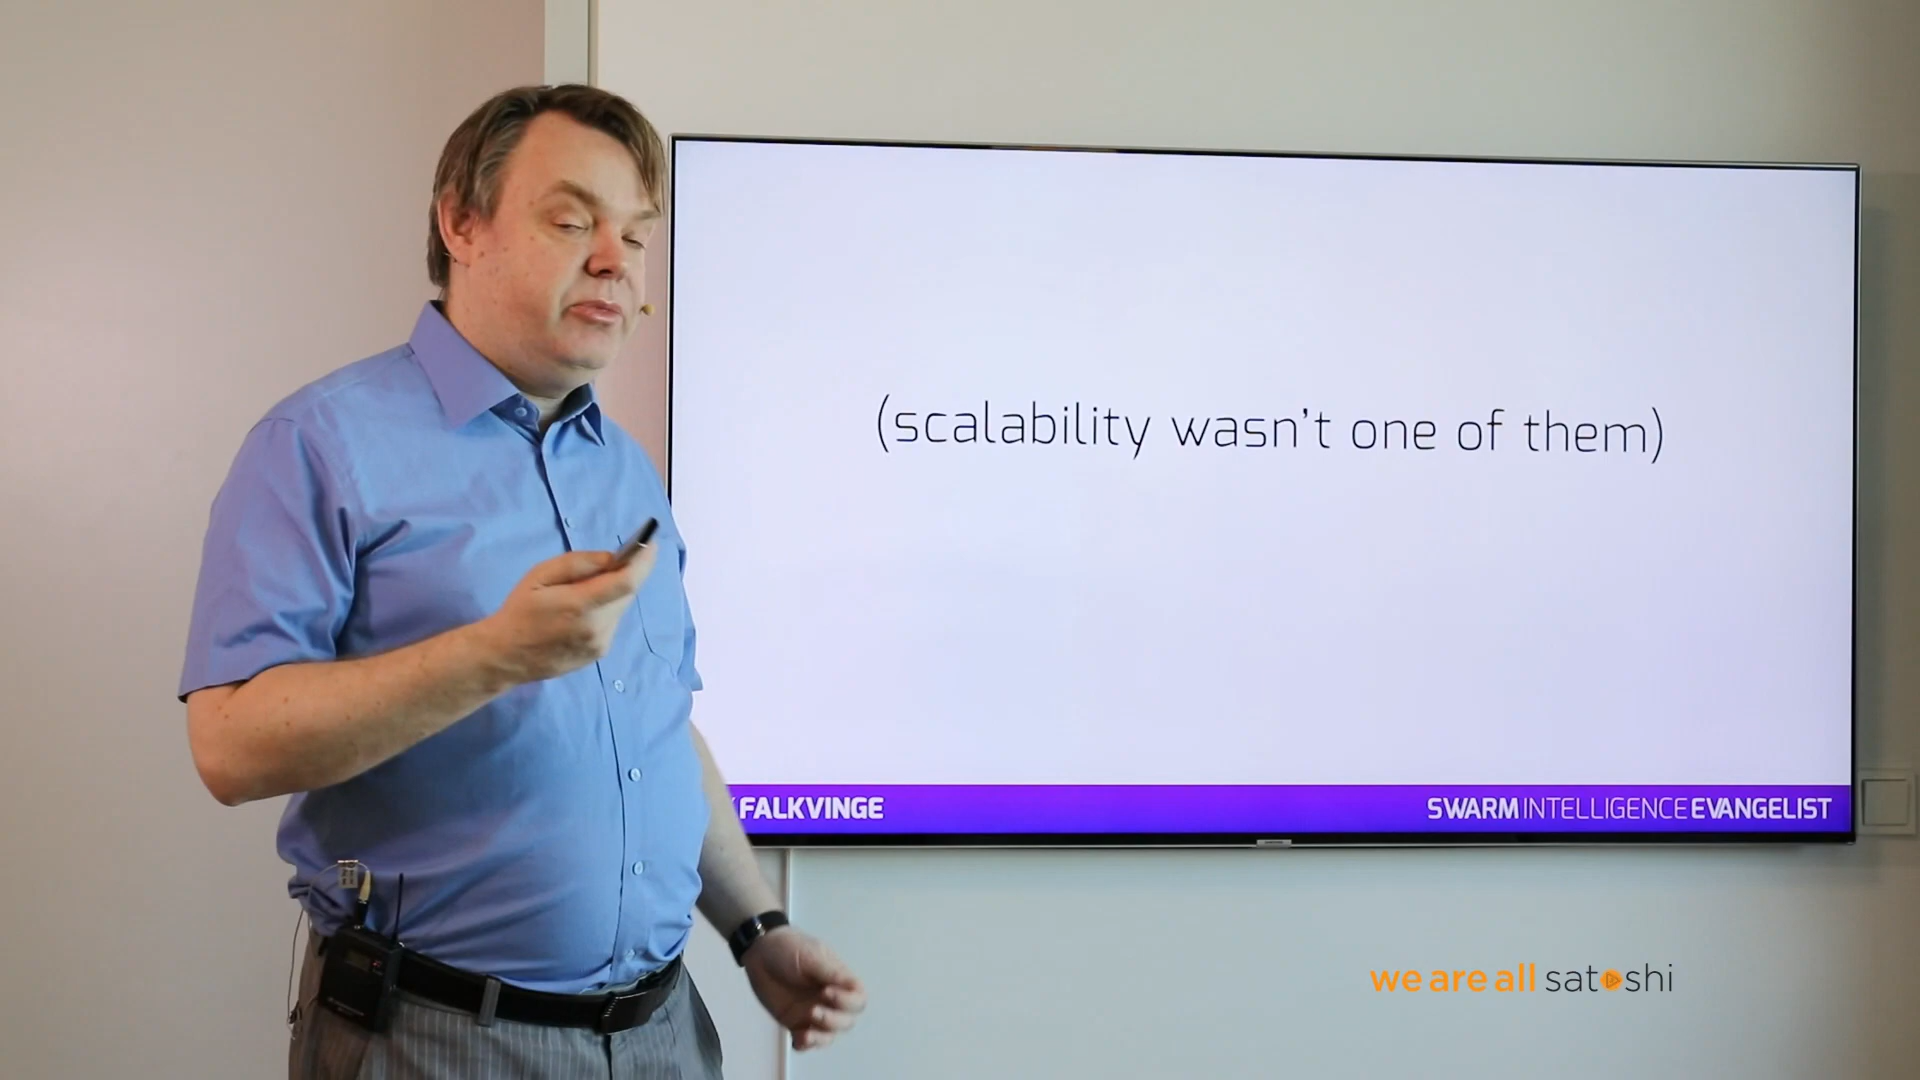 (scalability wasn't one of them)
FALKVINGE
SWARM INTELLIGENCE EVANGELIST
we are all satoshi